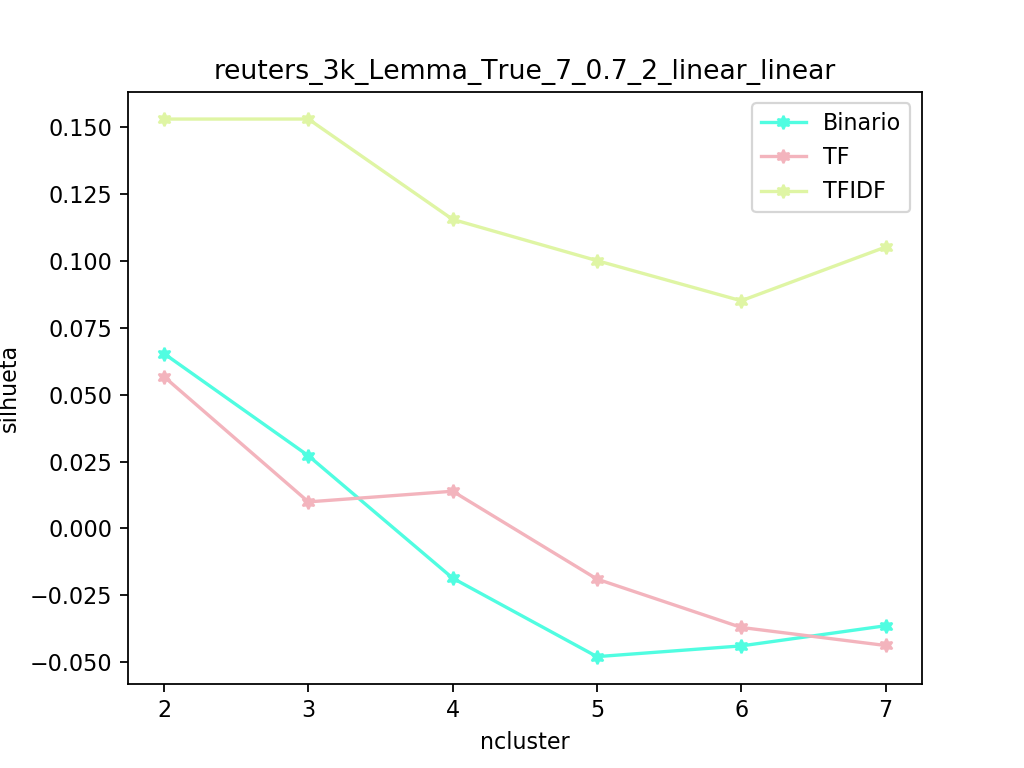 reuters_3k_Lemma_True_7_0.7_2_linear_linear
Binario
TF
TFIDF
0.150
0.125
0.100
0.075
0.050
0.025
0.000
−0.025
−0.050
silhueta
2 3 4 5 6 7
ncluster